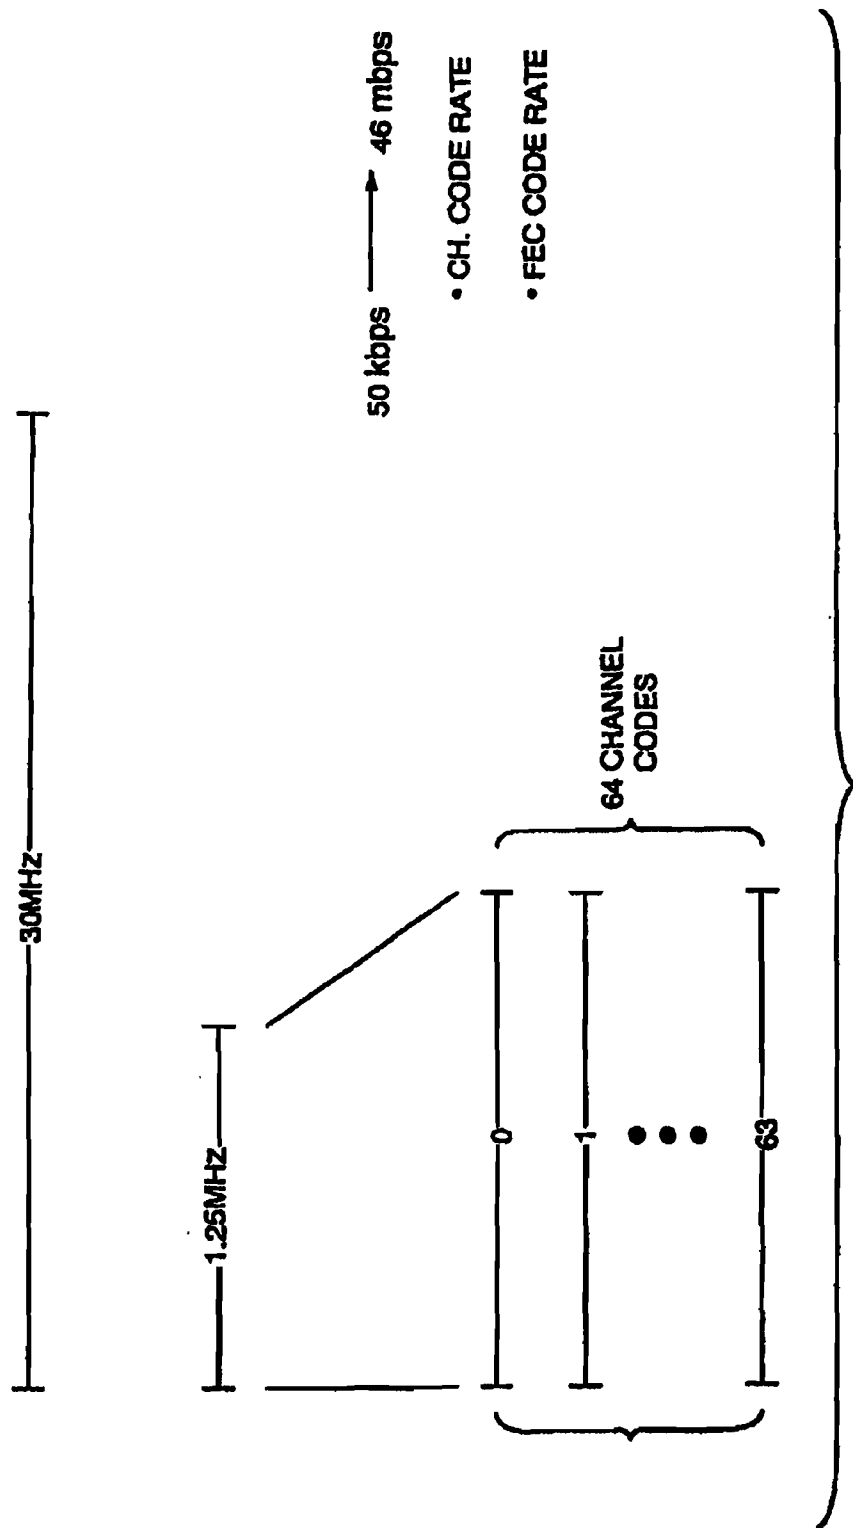 30MHz
1.25MHz
50 kbps 46 mbps
• CH. CODE RATE
• FEC CODE RATE
0
1
63
64 CHANNEL
CODES